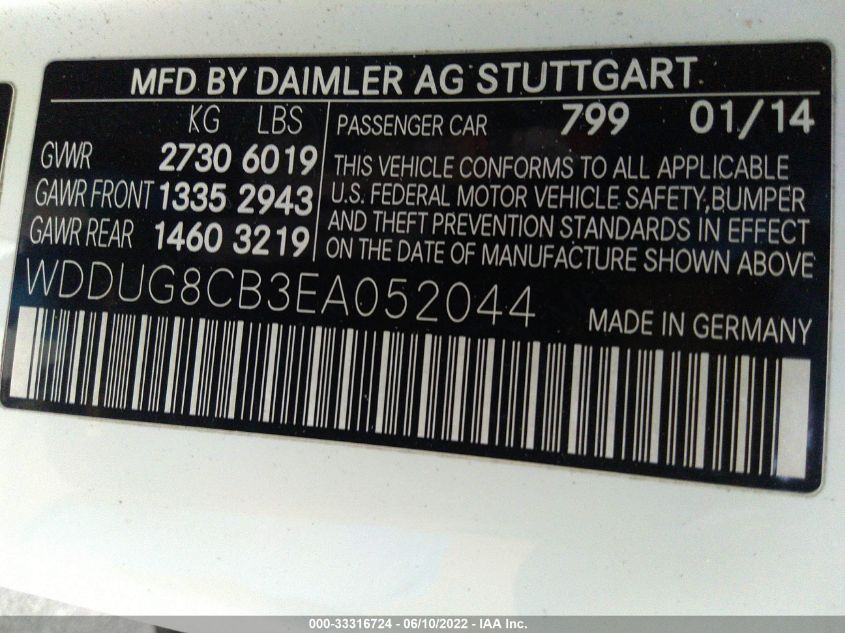 MFD BY DAIMLER AG STUTTGART
KG LBS
GVWR 2730 6019
GAWR FRONT 1335 2943
GAWR REAR 1460 3219
PASSENGER CAR 799 01/14
THIS VEHICLE CONFORMS TO ALL APPLICABLE
U.S. FEDERAL MOTOR VEHICLE SAFETY,BUMPER
AND THEFT PREVENTION STANDARDS IN EFFECT
ON THE DATE OF MANUFACTURE SHOWN ABOVE
WDDUG8CB3EA052044
MADE IN GERMANY
000-33316724 - 06/10/2022 - IAA Inc.